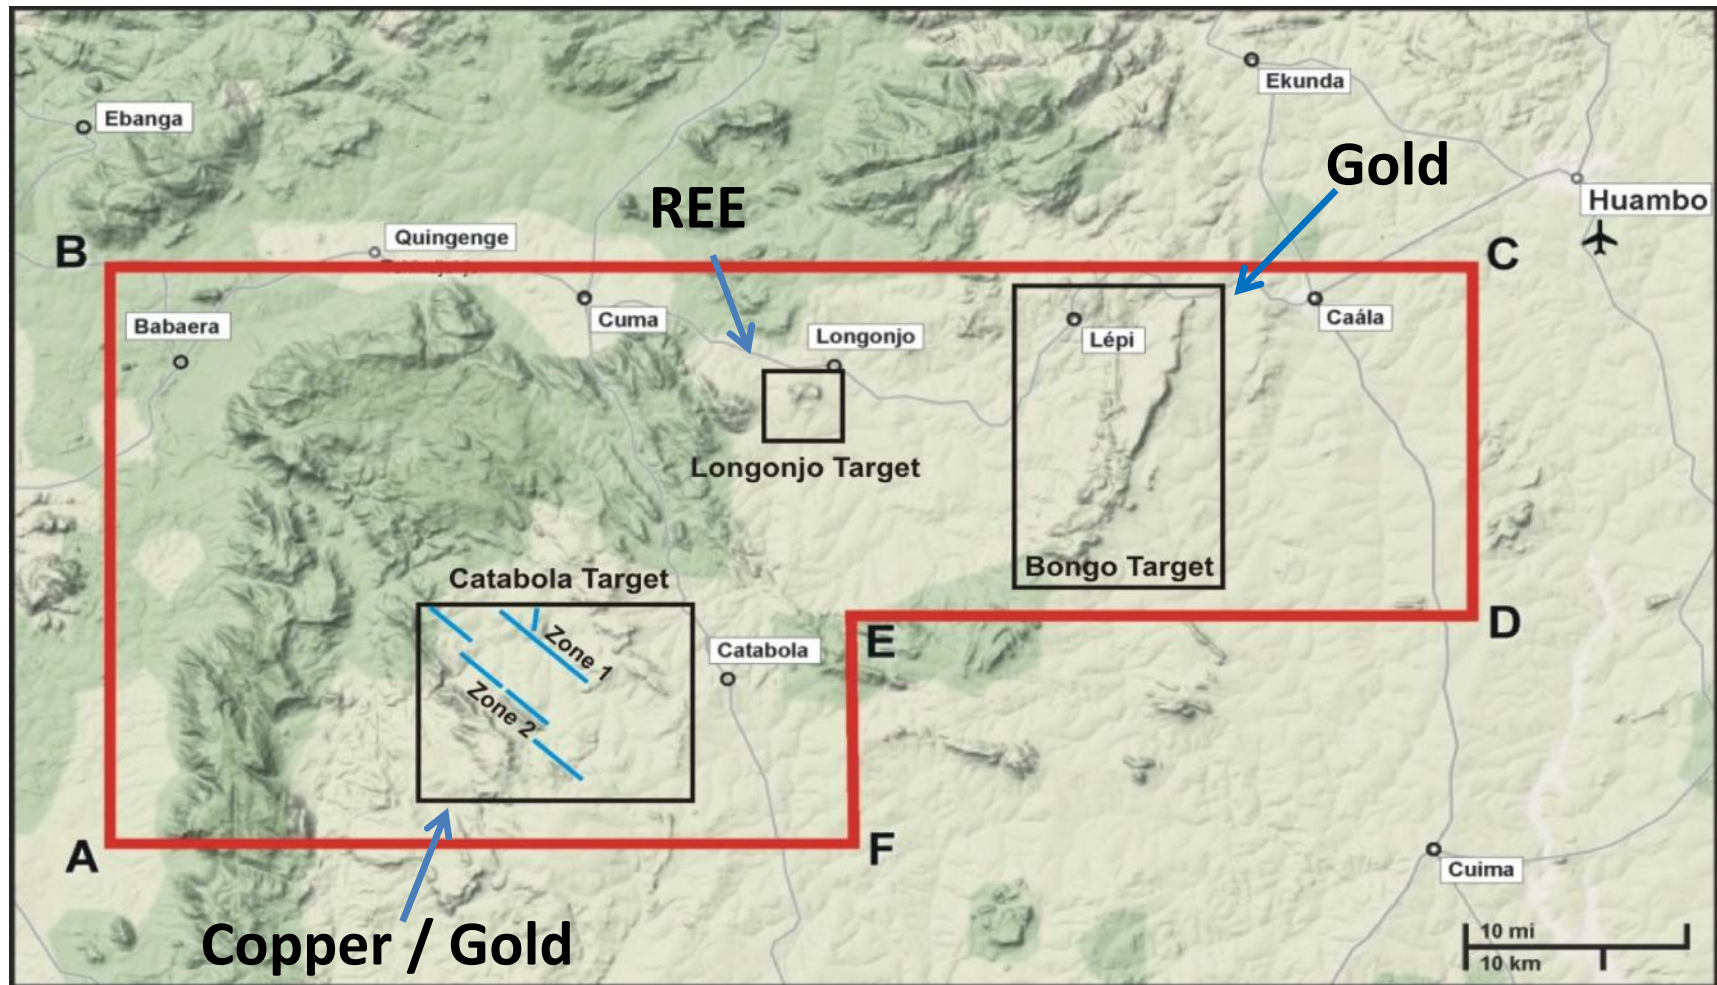 Ekunda
Ebanga
Gold
Huambo
REE
Quingenge
B
C
Babaera
Cuma
Longonjo
Caála
Lépi
Longonjo Target
Bongo Target
Catabola Target
D
E
Zone 1
Catabola
Zone 2
A
F
Cuima
Copper / Gold
10 mi
10 km